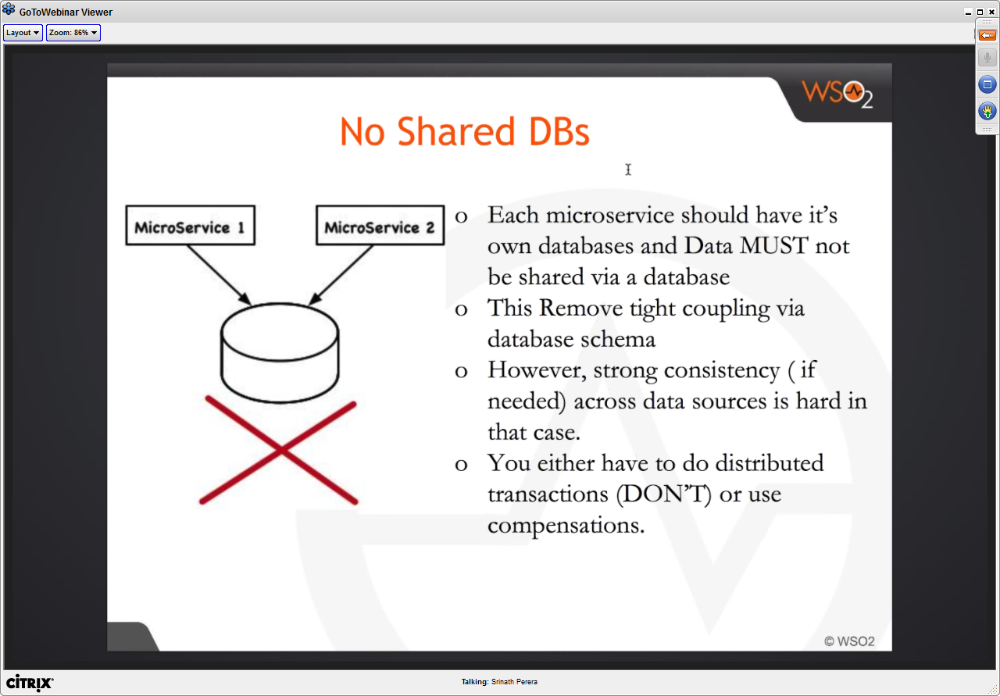 GoToWebinar Viewer
Layout
Zoom: 86%
WSO2
No Shared DBs
MicroService 1
MicroService 2
o Each microservice should have it’s
own databases and Data MUST not
be shared via a database
o This Remove tight coupling via
database schema
o However, strong consistency ( if
needed) across data sources is hard in
that case.
o You either have to do distributed
transactions (DON’T) or use
compensations.
© WSO2
CİTRIX®
Talking: Srinath Perera